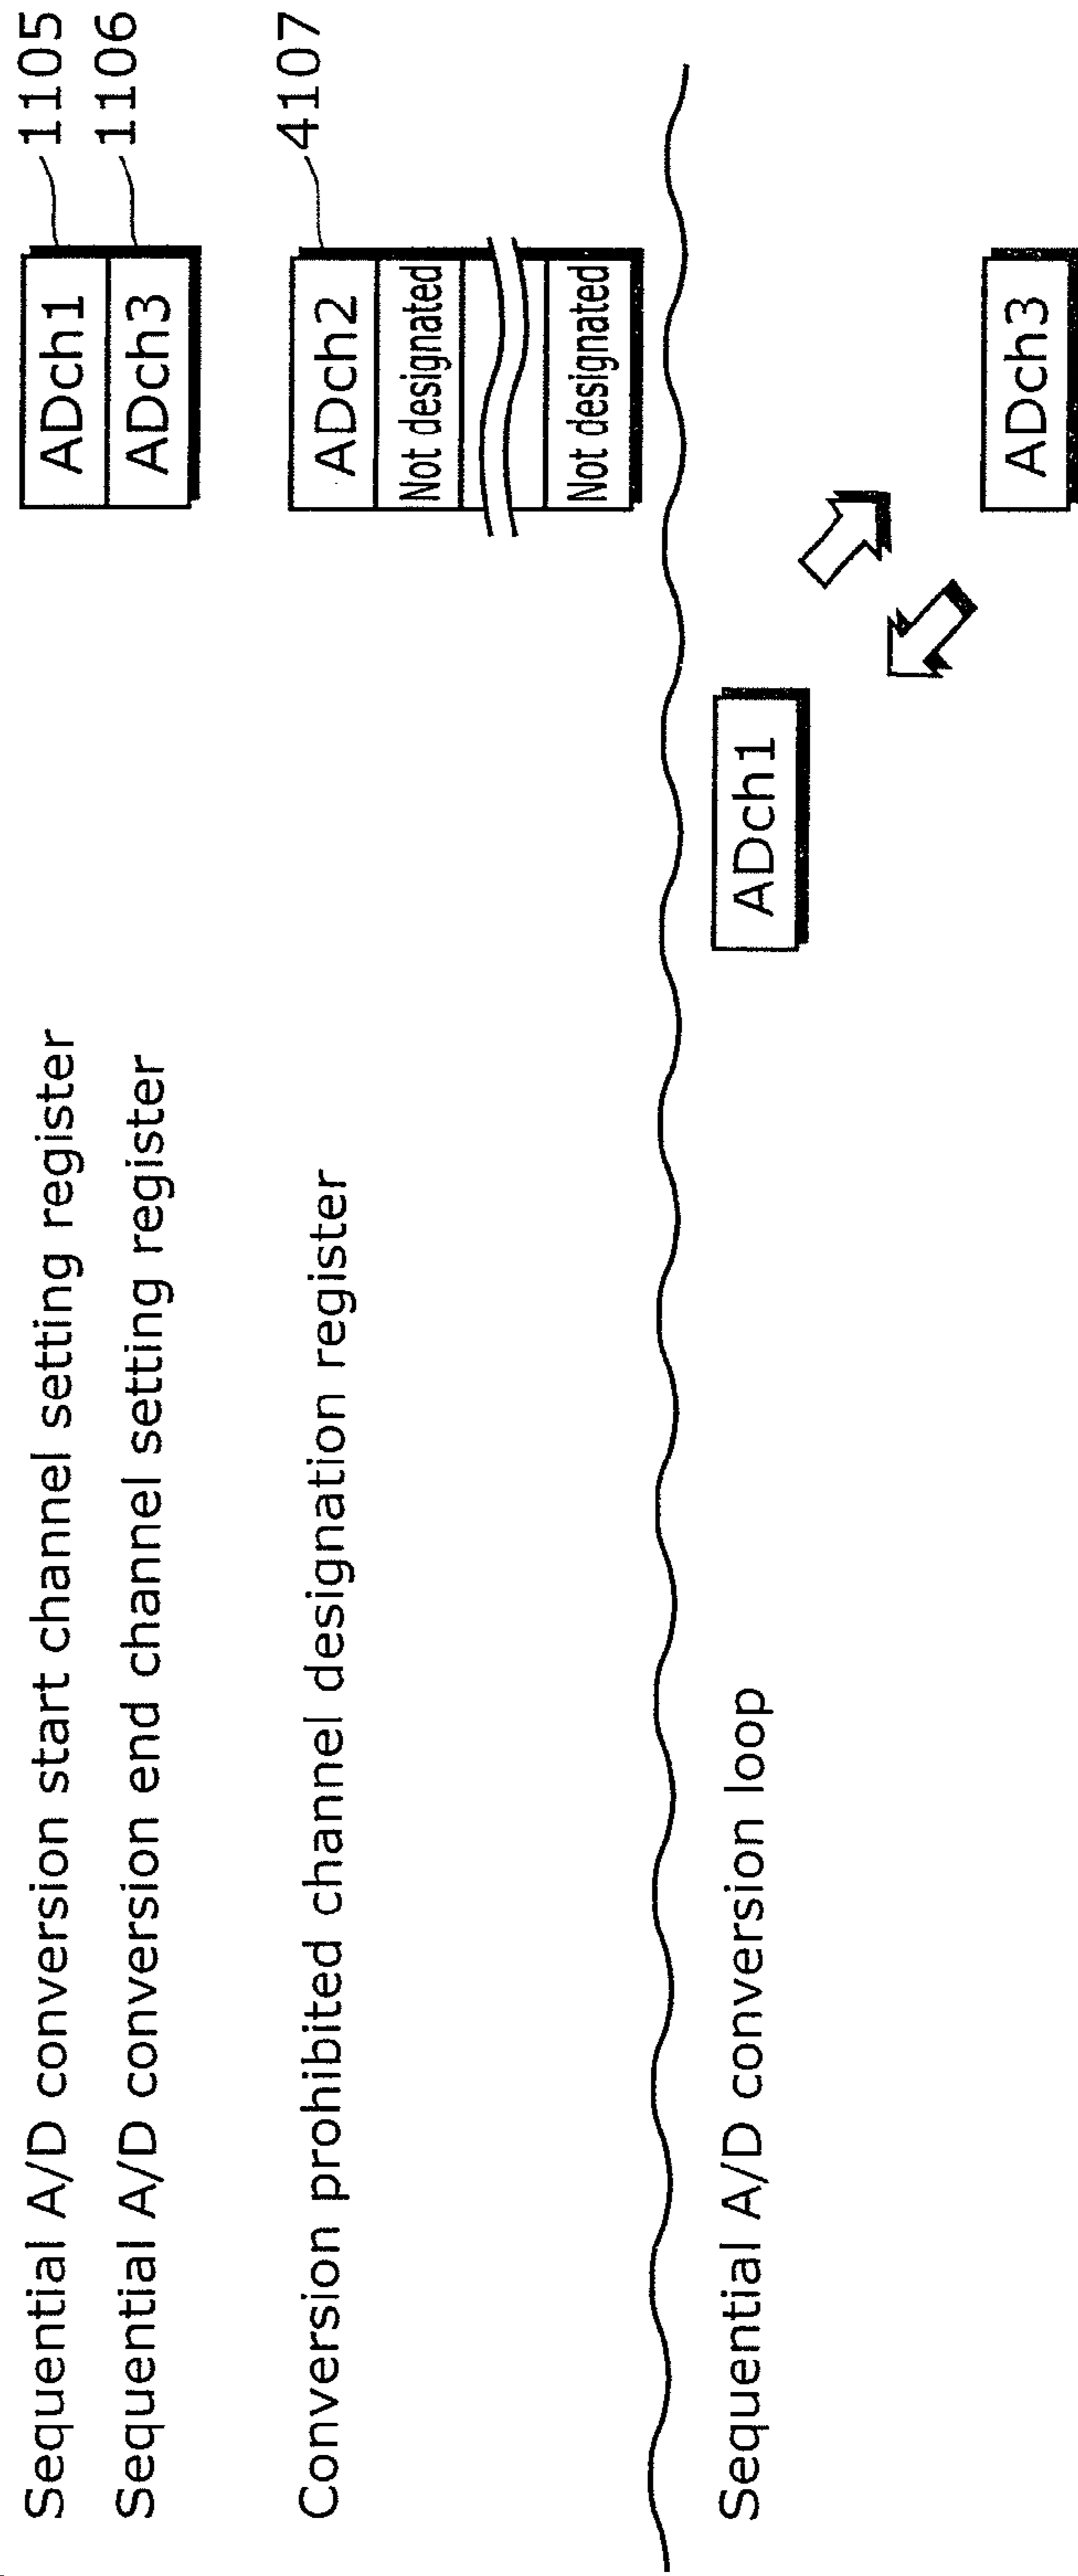 Sequential A/D conversion start channel setting register ADch1 1105
Sequential A/D conversion end channel setting register ADch3 1106
Conversion prohibited channel designation register ADch2 4107
Not designated
Not designated
Sequential A/D conversion loop
ADch1
ADch3